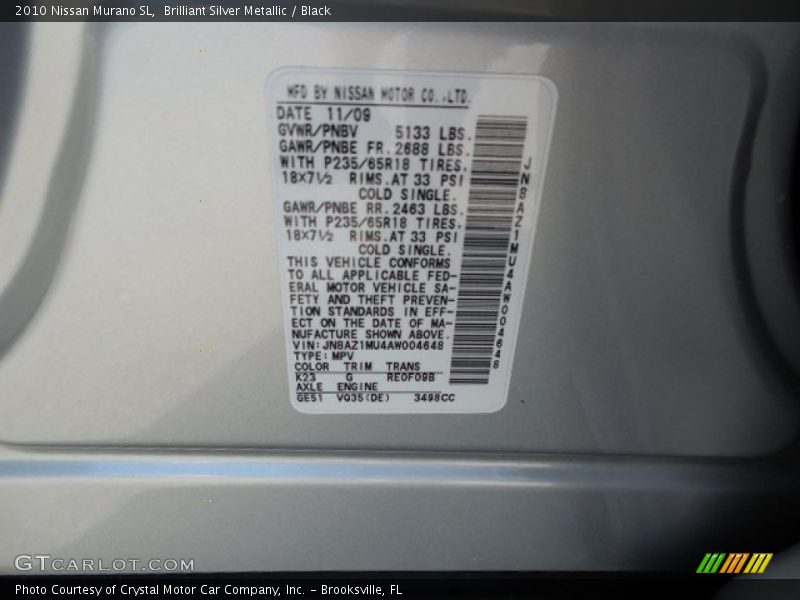 2010 Nissan Murano SL,  Brilliant Silver Metallic / Black
MFD BY NISSAN MOTOR CO.,LTD.
DATE 11/09
GVWR/PNBV 5133 LBS.
GAWR/PNBE FR. 2688 LBS.
WITH P235/65R18 TIRES.
18X7½ RIMS. AT 33 PSI
COLD SINGLE.
GAWR/PNBE RR. 2463 LBS.
WITH P235/65R18 TIRES.
18X7½ RIMS. AT 33 PSI
COLD SINGLE.
THIS VEHICLE CONFORMS
TO ALL APPLICABLE FED-
ERAL MOTOR VEHICLE SA-
FETY AND THEFT PREVEN-
TION STANDARDS IN EFF-
ECT ON THE DATE OF MA-
NUFACTURE SHOWN ABOVE.
VIN: JN8AZ1MU4AW004648
TYPE: MPV
COLOR TRIM TRANS
K23 G RE0F09B
AXLE ENGINE
GE51 VQ35(DE) 3498CC
JN8AZ1MU4AW004648
GTCARLOT.COM
Photo Courtesy of Crystal Motor Car Company, Inc. - Brooksville, FL